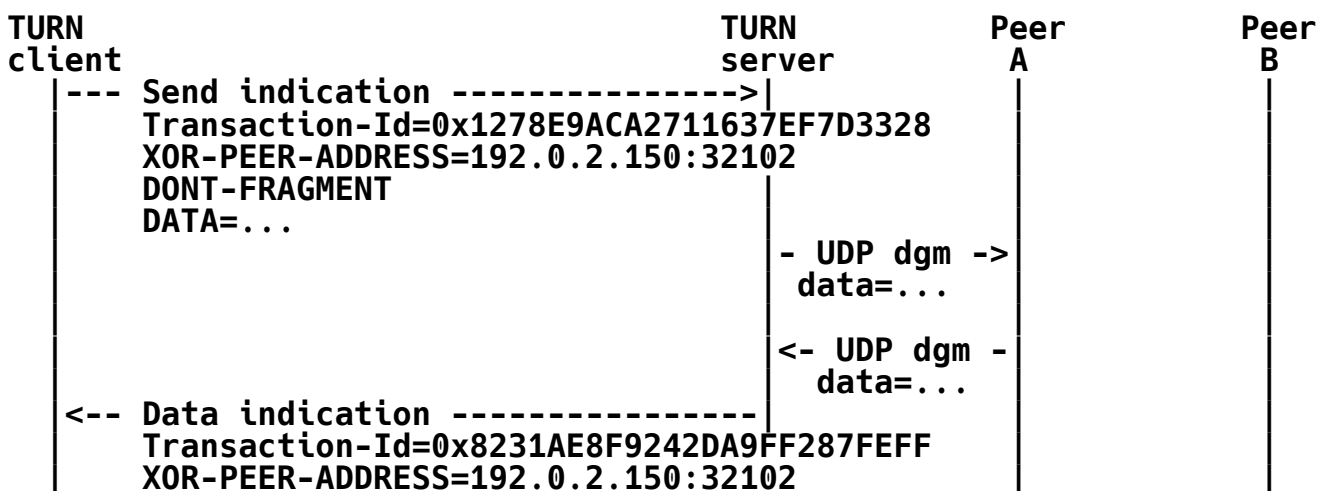 TURN                                 TURN          Peer         Peer
client                               server         A            B
|--- Send indication --------------->|
Transaction-Id=0x1278E9ACA2711637EF7D3328
XOR-PEER-ADDRESS=192.0.2.150:32102
DONT-FRAGMENT
DATA=...
|- UDP dgm ->|
data=...
|<- UDP dgm -|
data=...
|<-- Data indication ----------------|
Transaction-Id=0x8231AE8F9242DA9FF287FEFF
XOR-PEER-ADDRESS=192.0.2.150:32102